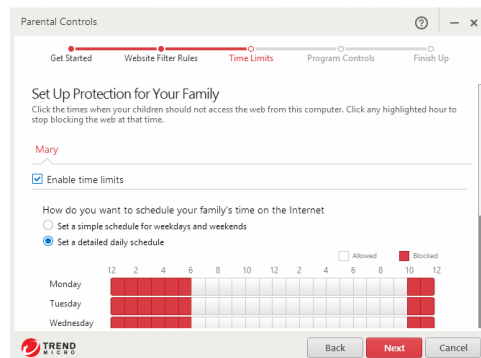 Parental Controls
Get Started Website Filter Rules Time Limits Program Controls Finish Up
Set Up Protection for Your Family
Click the times when your children should not access the web from this computer. Click any highlighted hour to
stop blocking the web at that time.
Mary
Enable time limits
How do you want to schedule your family's time on the Internet
Set a simple schedule for weekdays and weekends
Set a detailed daily schedule
Allowed Blocked
12 2 4 6 8 10 12 2 4 6 8 10 12
Monday
Tuesday
Wednesday
TREND MICRO
Back Next Cancel